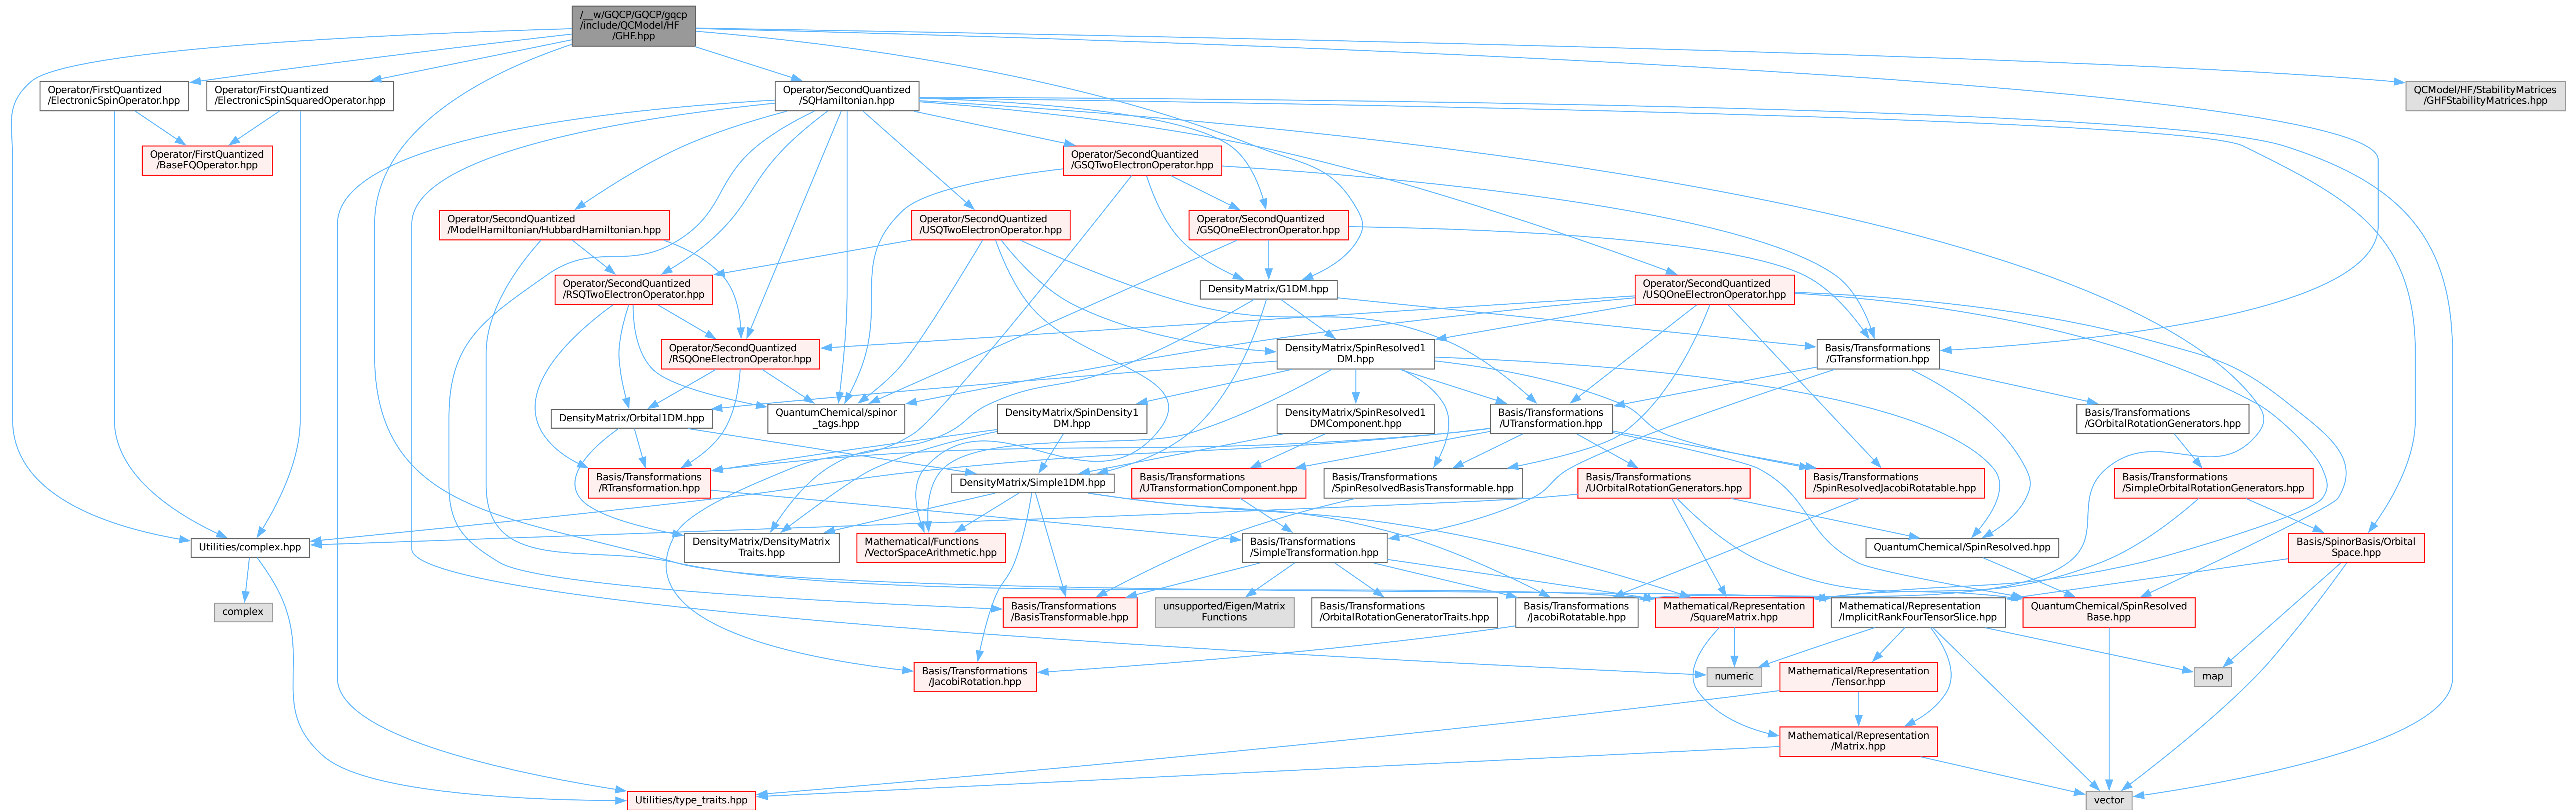 /__w/GQCP/GQCP/gqcp
/include/QCModel/HF
/GHF.hpp
Operator/FirstQuantized
/ElectronicSpinOperator.hpp
Operator/FirstQuantized
/ElectronicSpinSquaredOperator.hpp
Operator/SecondQuantized
/SQHamiltonian.hpp
QCModel/HF/StabilityMatrices
/GHFStabilityMatrices.hpp
Operator/FirstQuantized
/BaseFQOperator.hpp
Operator/SecondQuantized
/GSQTwoElectronOperator.hpp
Operator/SecondQuantized
/ModelHamiltonian/HubbardHamiltonian.hpp
Operator/SecondQuantized
/USQTwoElectronOperator.hpp
Operator/SecondQuantized
/GSQOneElectronOperator.hpp
Operator/SecondQuantized
/RSQTwoElectronOperator.hpp
DensityMatrix/G1DM.hpp
Operator/SecondQuantized
/USQOneElectronOperator.hpp
Operator/SecondQuantized
/RSQOneElectronOperator.hpp
DensityMatrix/SpinResolved1
DM.hpp
Basis/Transformations
/GTransformation.hpp
DensityMatrix/Orbital1DM.hpp
QuantumChemical/spinor
_tags.hpp
DensityMatrix/SpinDensity1
DM.hpp
DensityMatrix/SpinResolved1
DMComponent.hpp
Basis/Transformations
/UTransformation.hpp
Basis/Transformations
/GOrbitalRotationGenerators.hpp
Basis/Transformations
/RTransformation.hpp
DensityMatrix/Simple1DM.hpp
Basis/Transformations
/UTransformationComponent.hpp
Basis/Transformations
/SpinResolvedBasisTransformable.hpp
Basis/Transformations
/UOrbitalRotationGenerators.hpp
Basis/Transformations
/SpinResolvedJacobiRotatable.hpp
Basis/Transformations
/SimpleOrbitalRotationGenerators.hpp
Utilities/complex.hpp
DensityMatrix/DensityMatrix
Traits.hpp
Mathematical/Functions
/VectorSpaceArithmetic.hpp
Basis/Transformations
/SimpleTransformation.hpp
QuantumChemical/SpinResolved.hpp
Basis/SpinorBasis/Orbital
Space.hpp
complex
Basis/Transformations
/BasisTransformable.hpp
unsupported/Eigen/Matrix
Functions
Basis/Transformations
/OrbitalRotationGeneratorTraits.hpp
Basis/Transformations
/JacobiRotatable.hpp
Mathematical/Representation
/SquareMatrix.hpp
Mathematical/Representation
/ImplicitRankFourTensorSlice.hpp
QuantumChemical/SpinResolved
Base.hpp
Basis/Transformations
/JacobiRotation.hpp
numeric
Mathematical/Representation
/Tensor.hpp
map
Mathematical/Representation
/Matrix.hpp
Utilities/type_traits.hpp
vector